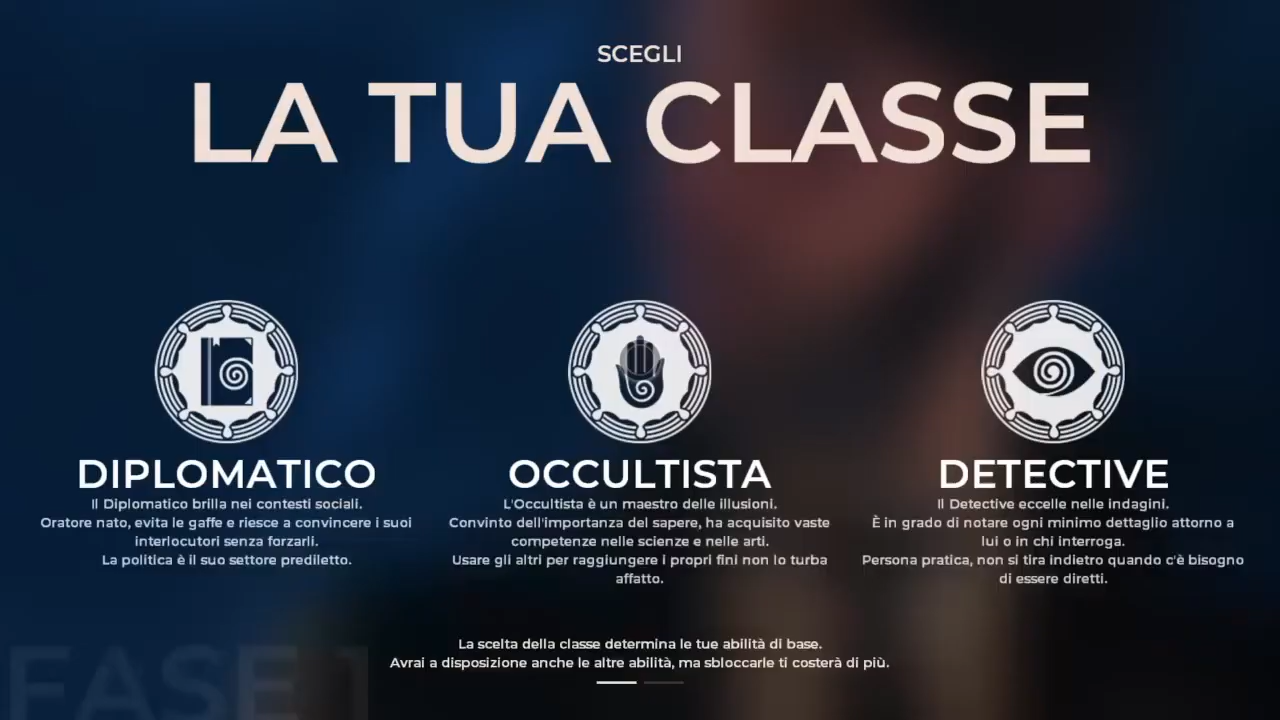 SCEGLI
LA TUA CLASSE
DIPLOMATICO
Il Diplomatico brilla nei contesti sociali.
Oratore nato, evita le gaffe e riesce a convincere i suoi
interlocutori senza forzarli.
La politica è il suo settore prediletto.
OCCULTISTA
L'Occultista è un maestro delle illusioni.
Convinto dell'importanza del sapere, ha acquisito vaste
competenze nelle scienze e nelle arti.
Usare gli altri per raggiungere i propri fini non lo turba
affatto.
DETECTIVE
Il Detective eccelle nelle indagini.
È in grado di notare ogni minimo dettaglio attorno a
lui o in chi interroga.
Persona pratica, non si tira indietro quando c'è bisogno
di essere diretti.
La scelta della classe determina le tue abilità di base.
Avrai a disposizione anche le altre abilità, ma sbloccarle ti costerà di più.
FASE 1